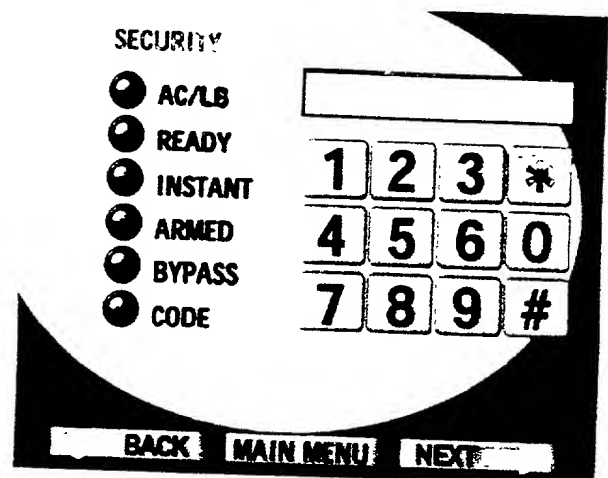 SECURITY
AC/LB
READY
INSTANT
ARMED
BYPASS
CODE
1 2 3 *
4 5 6 0
7 8 9 #
BACK MAIN MENU NEXT